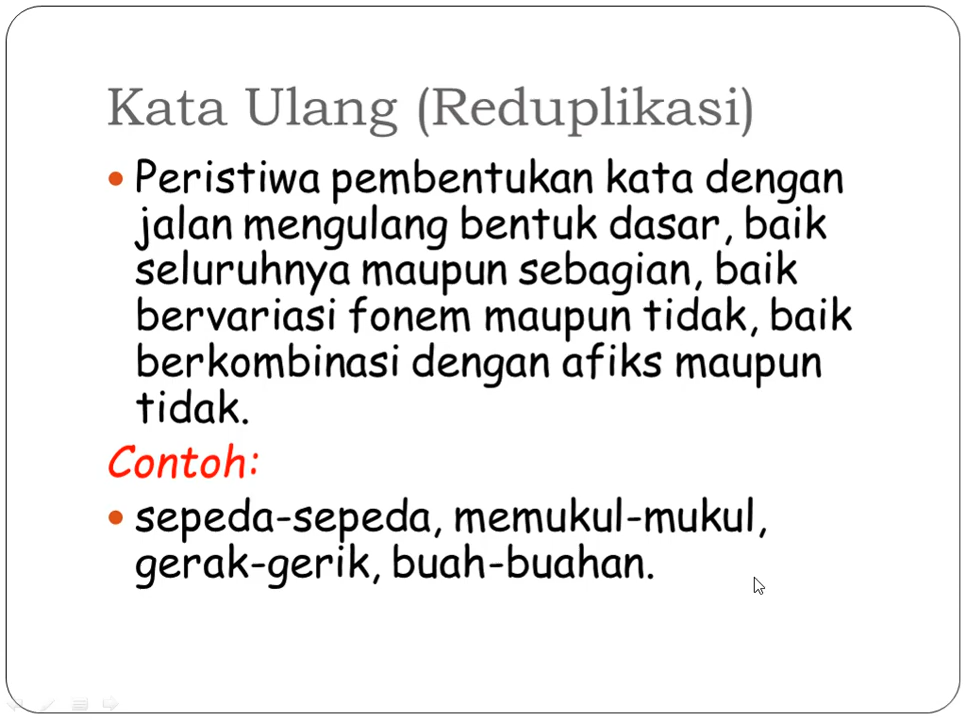 Kata Ulang (Reduplikasi)
• Peristiwa pembentukan kata dengan
jalan mengulang bentuk dasar, baik
seluruhnya maupun sebagian, baik
bervariasi fonem maupun tidak, baik
berkombinasi dengan afiks maupun
tidak.
Contoh:
• sepeda-sepeda, memukul-mukul,
gerak-gerik, buah-buahan.